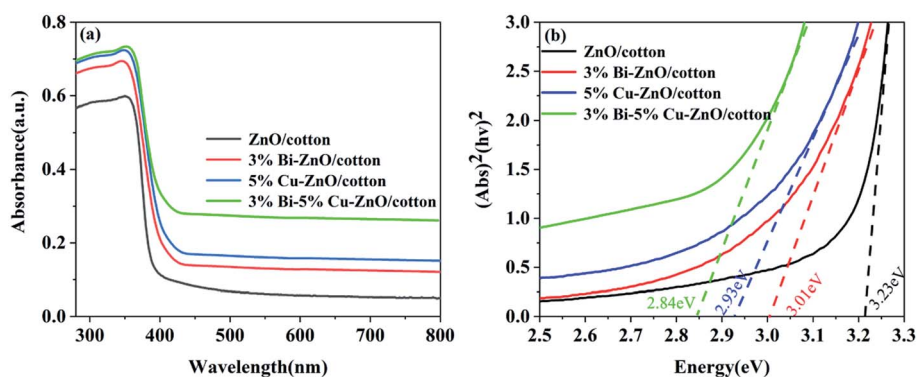 (a)
0.8
0.6
0.4
0.2
0.0
Absorbance(a.u.)
300
400
500
600
700
800
Wavelength(nm)
ZnO/cotton
3% Bi-ZnO/cotton
5% Cu-ZnO/cotton
3% Bi-5% Cu-ZnO/cotton
(b)
3.0
2.5
2.0
1.5
1.0
0.5
0.0
(Abs)²(hv)²
2.5
2.6
2.7
2.8
2.9
3.0
3.1
3.2
3.3
Energy(eV)
ZnO/cotton
3% Bi-ZnO/cotton
5% Cu-ZnO/cotton
3% Bi-5% Cu-ZnO/cotton
2.84eV
2.93eV
3.01eV
3.23eV